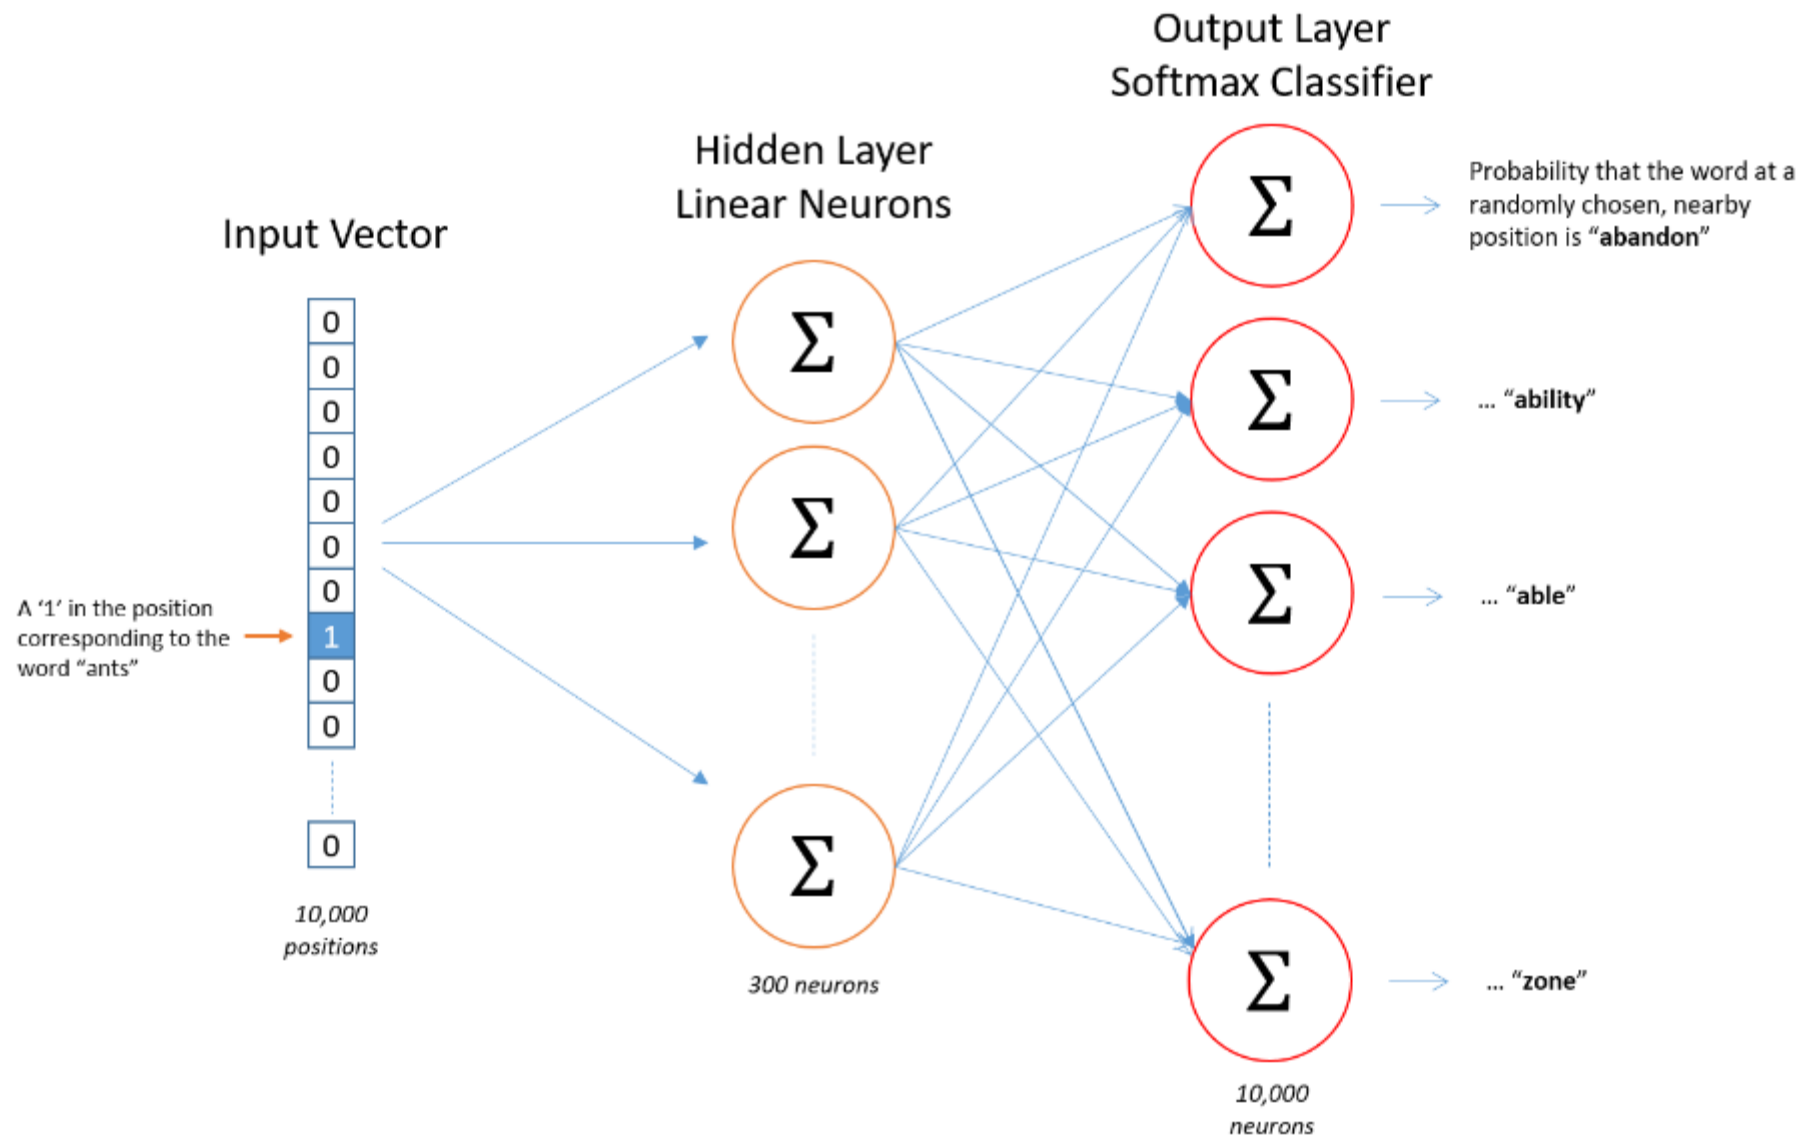 Output Layer
Softmax Classifier
Hidden Layer
Linear Neurons
Input Vector
0
0
0
0
0
0
0
1
0
0
0
A ‘1’ in the position
corresponding to the
word “ants”
10,000
positions
Σ
Σ
Σ
300 neurons
Σ
Σ
Σ
Σ
Probability that the word at a
randomly chosen, nearby
position is “abandon”
... “ability”
... “able”
... “zone”
10,000
neurons